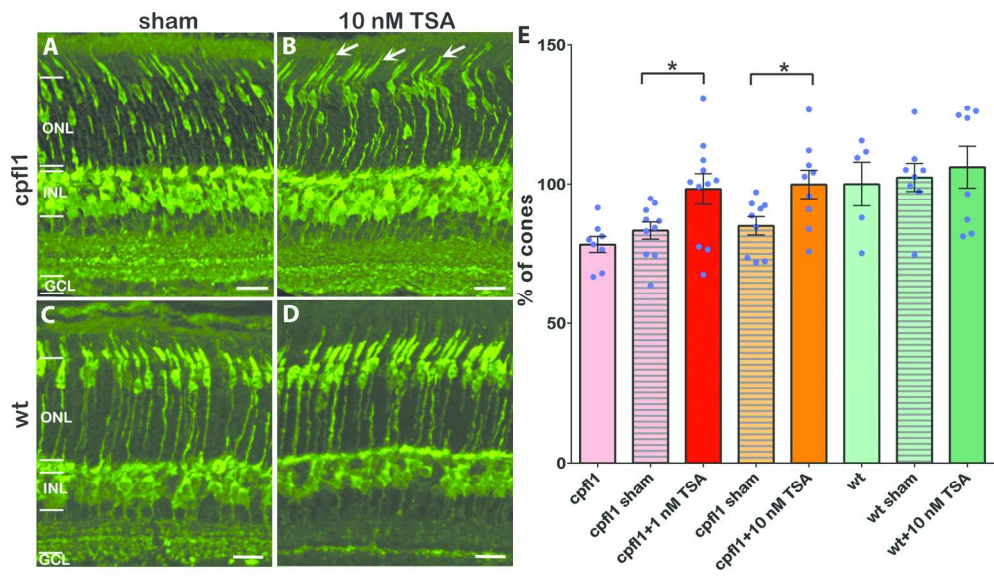 sham
10 nM TSA
E
cpfl1
A
B
ONL
INL
GCL
wt
C
D
ONL
INL
GCL
% of cones
150
100
50
0
*
*
cpfl1
cpfl1 sham
cpfl1+1 nM TSA
cpfl1 sham
cpfl1+10 nM TSA
wt
wt sham
wt+10 nM TSA